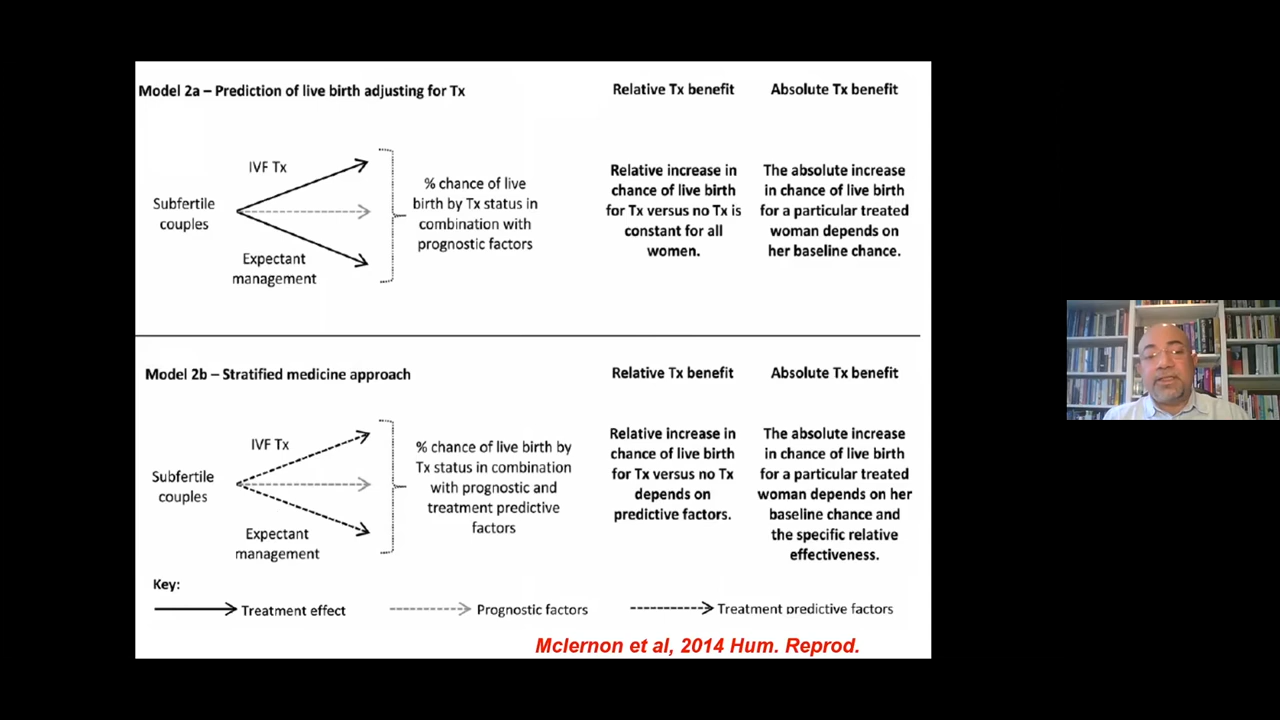 Model 2a – Prediction of live birth adjusting for Tx
Relative Tx benefit
Absolute Tx benefit
IVF Tx
Subfertile
couples
Expectant
management
% chance of live
birth by Tx status in
combination with
prognostic factors
Relative increase in
chance of live birth
for Tx versus no Tx is
constant for all
women.
The absolute increase
in chance of live birth
for a particular treated
woman depends on
her baseline chance.
Model 2b – Stratified medicine approach
Relative Tx benefit
Absolute Tx benefit
IVF Tx
Subfertile
couples
Expectant
management
% chance of live birth by
Tx status in combination
with prognostic and
treatment predictive
factors
Relative increase in
chance of live birth
for Tx versus no Tx
depends on
predictive factors.
The absolute increase
in chance of live birth
for a particular treated
woman depends on her
baseline chance and
the specific relative
effectiveness.
Key:
Treatment effect
Prognostic factors
Treatment predictive factors
Mclernon et al, 2014 Hum. Reprod.